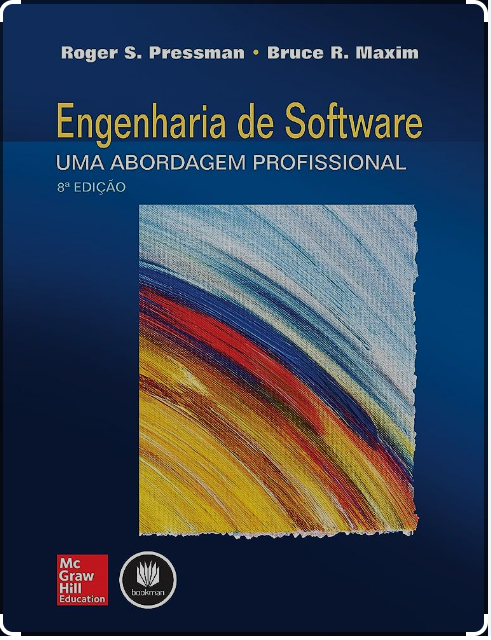 Roger S. Pressman • Bruce R. Maxim
Engenharia de Software
UMA ABORDAGEM PROFISSIONAL
8ª EDIÇÃO
Mc
Graw
Hill
Education
bookman